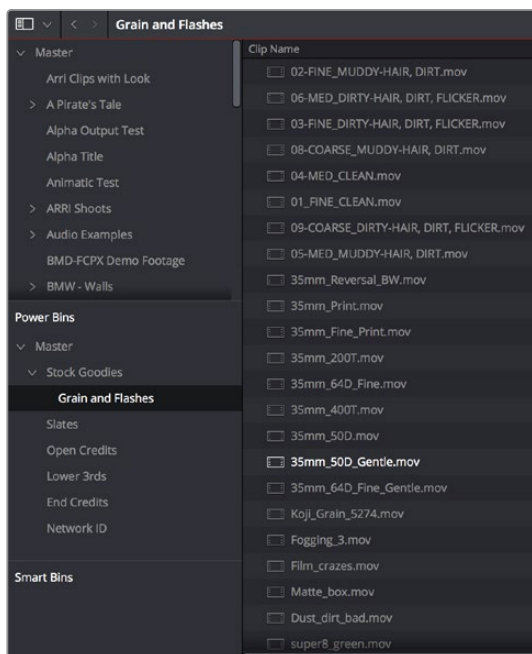 Grain and Flashes
Master
Arri Clips with Look
A Pirate's Tale
Alpha Output Test
Alpha Title
Animatic Test
ARRI Shoots
Audio Examples
BMD-FCPX Demo Footage
BMW - Walls
Power Bins
Master
Stock Goodies
Grain and Flashes
Slates
Open Credits
Lower 3rds
End Credits
Network ID
Smart Bins
Clip Name
02-FINE_MUDDY-HAIR, DIRT.mov
06-MED_DIRTY-HAIR, DIRT, FLICKER.mov
03-FINE_DIRTY-HAIR, DIRT, FLICKER.mov
08-COARSE_MUDDY-HAIR, DIRT.mov
04-MED_CLEAN.mov
01_FINE_CLEAN.mov
09-COARSE_DIRTY-HAIR, DIRT, FLICKER.mov
05-MED_MUDDY-HAIR, DIRT.mov
35mm_Reversal_BW.mov
35mm_Print.mov
35mm_Fine_Print.mov
35mm_200T.mov
35mm_64D_Fine.mov
35mm_400T.mov
35mm_50D.mov
35mm_50D_Gentle.mov
35mm_64D_Fine_Gentle.mov
Koji_Grain_5274.mov
Fogging_3.mov
Film_crazes.mov
Matte_box.mov
Dust_dirt_bad.mov
super8_green.mov